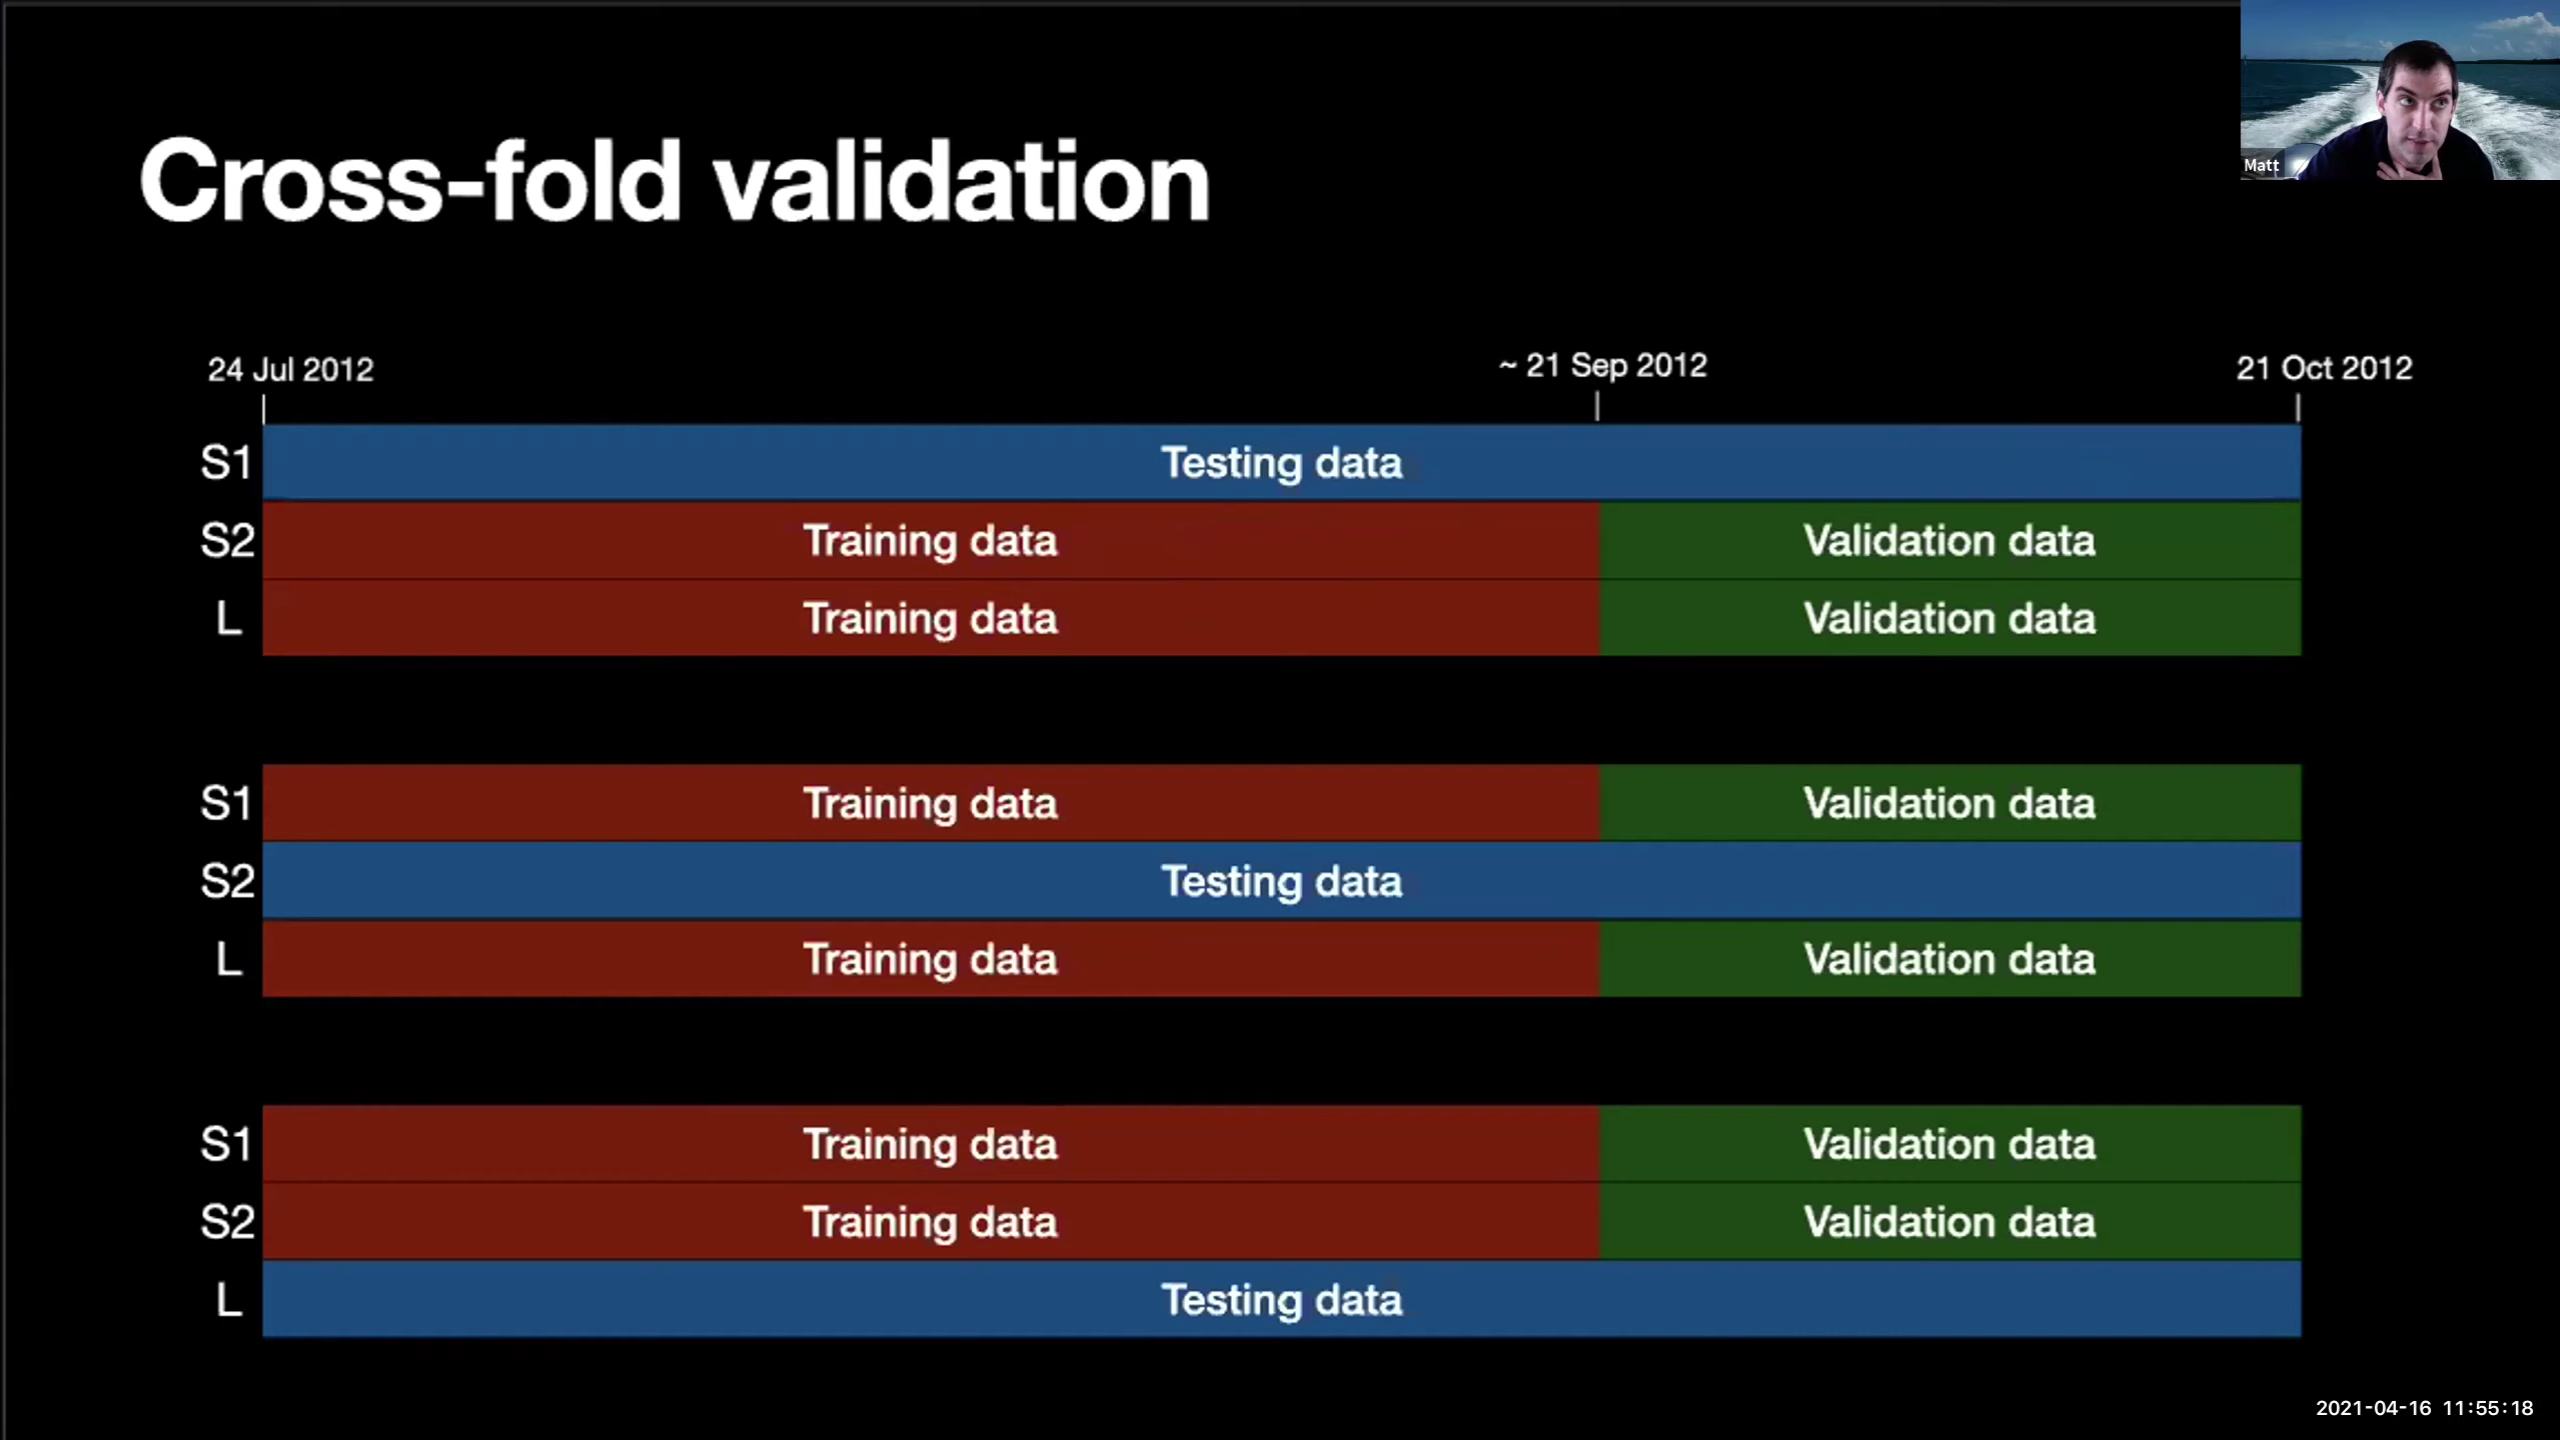 Matt
Cross-fold validation
24 Jul 2012 ~ 21 Sep 2012 21 Oct 2012
S1 Testing data
S2 Training data Validation data
L Training data Validation data
S1 Training data Validation data
S2 Testing data
L Training data Validation data
S1 Training data Validation data
S2 Training data Validation data
L Testing data
2021-04-16 11:55:18